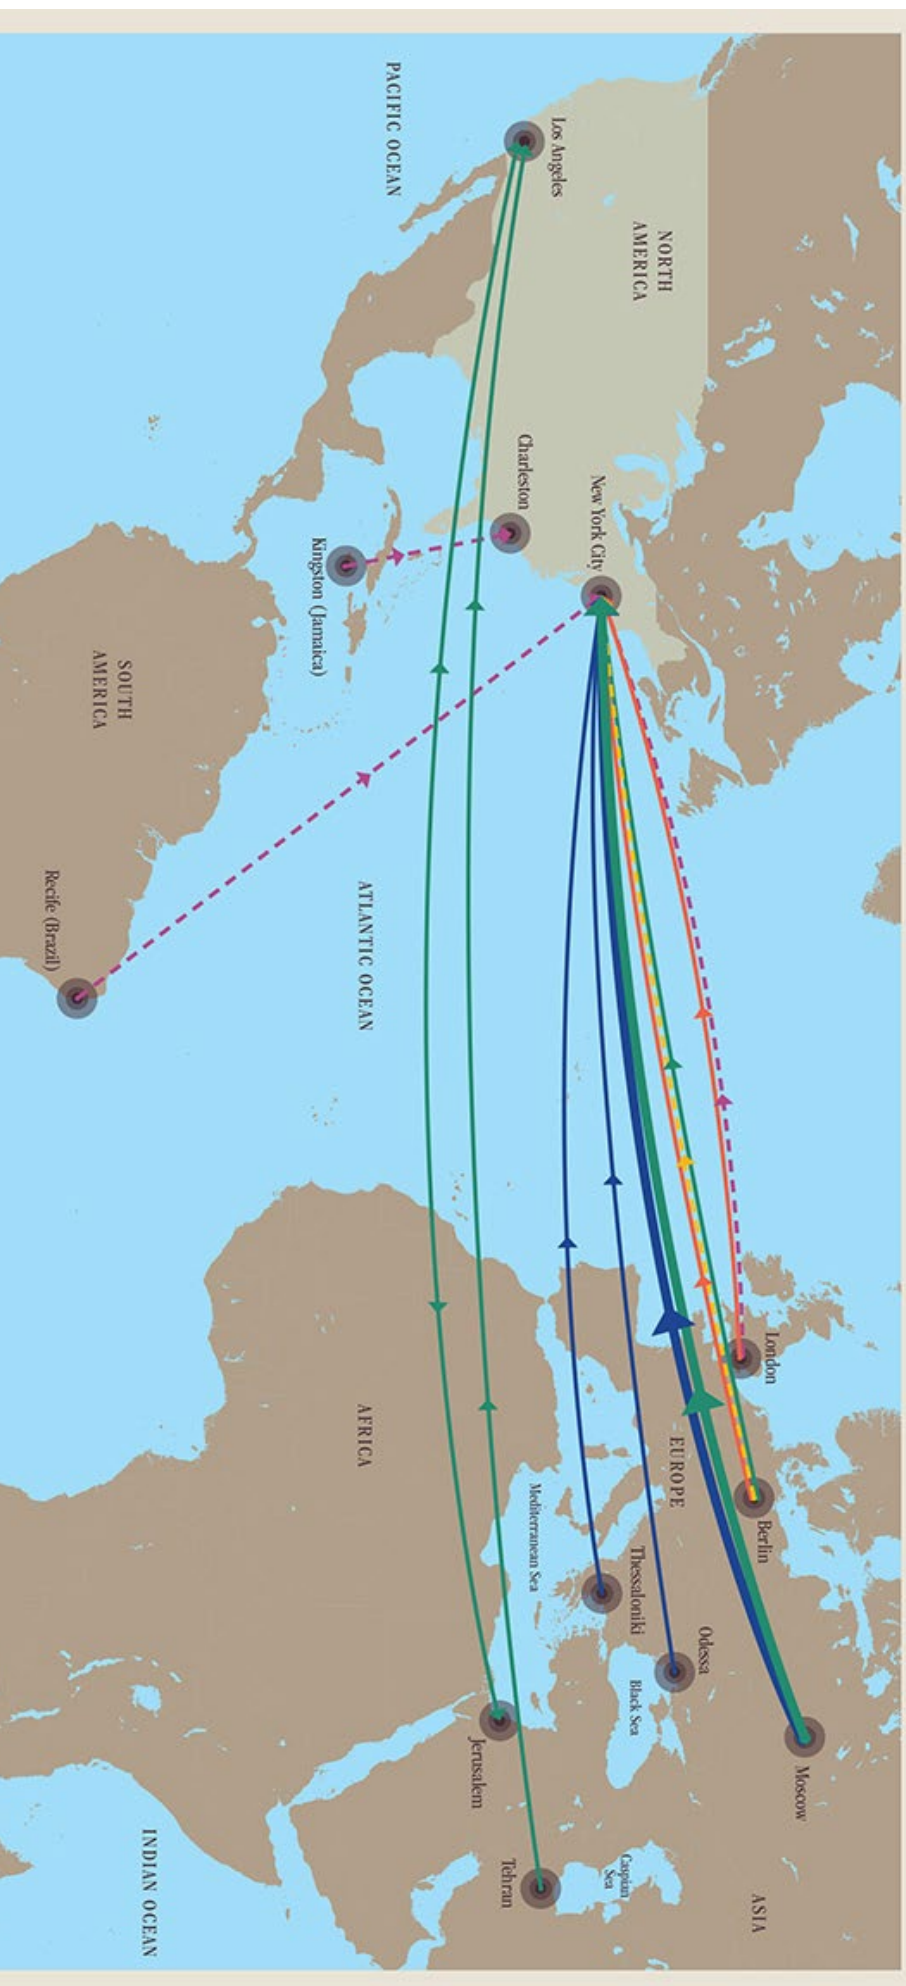 PACIFIC OCEAN
Los Angeles
NORTH
AMERICA
Charleston
New York City
Kingston (Jamaica)
SOUTH
AMERICA
Recife (Brazil)
ATLANTIC OCEAN
London
Berlin
EUROPE
AFRICA
Mediterranean Sea
Thessaloniki
Odessa
Black Sea
Moscow
Jerusalem
Tehran
Caspian
Sea
ASIA
INDIAN OCEAN